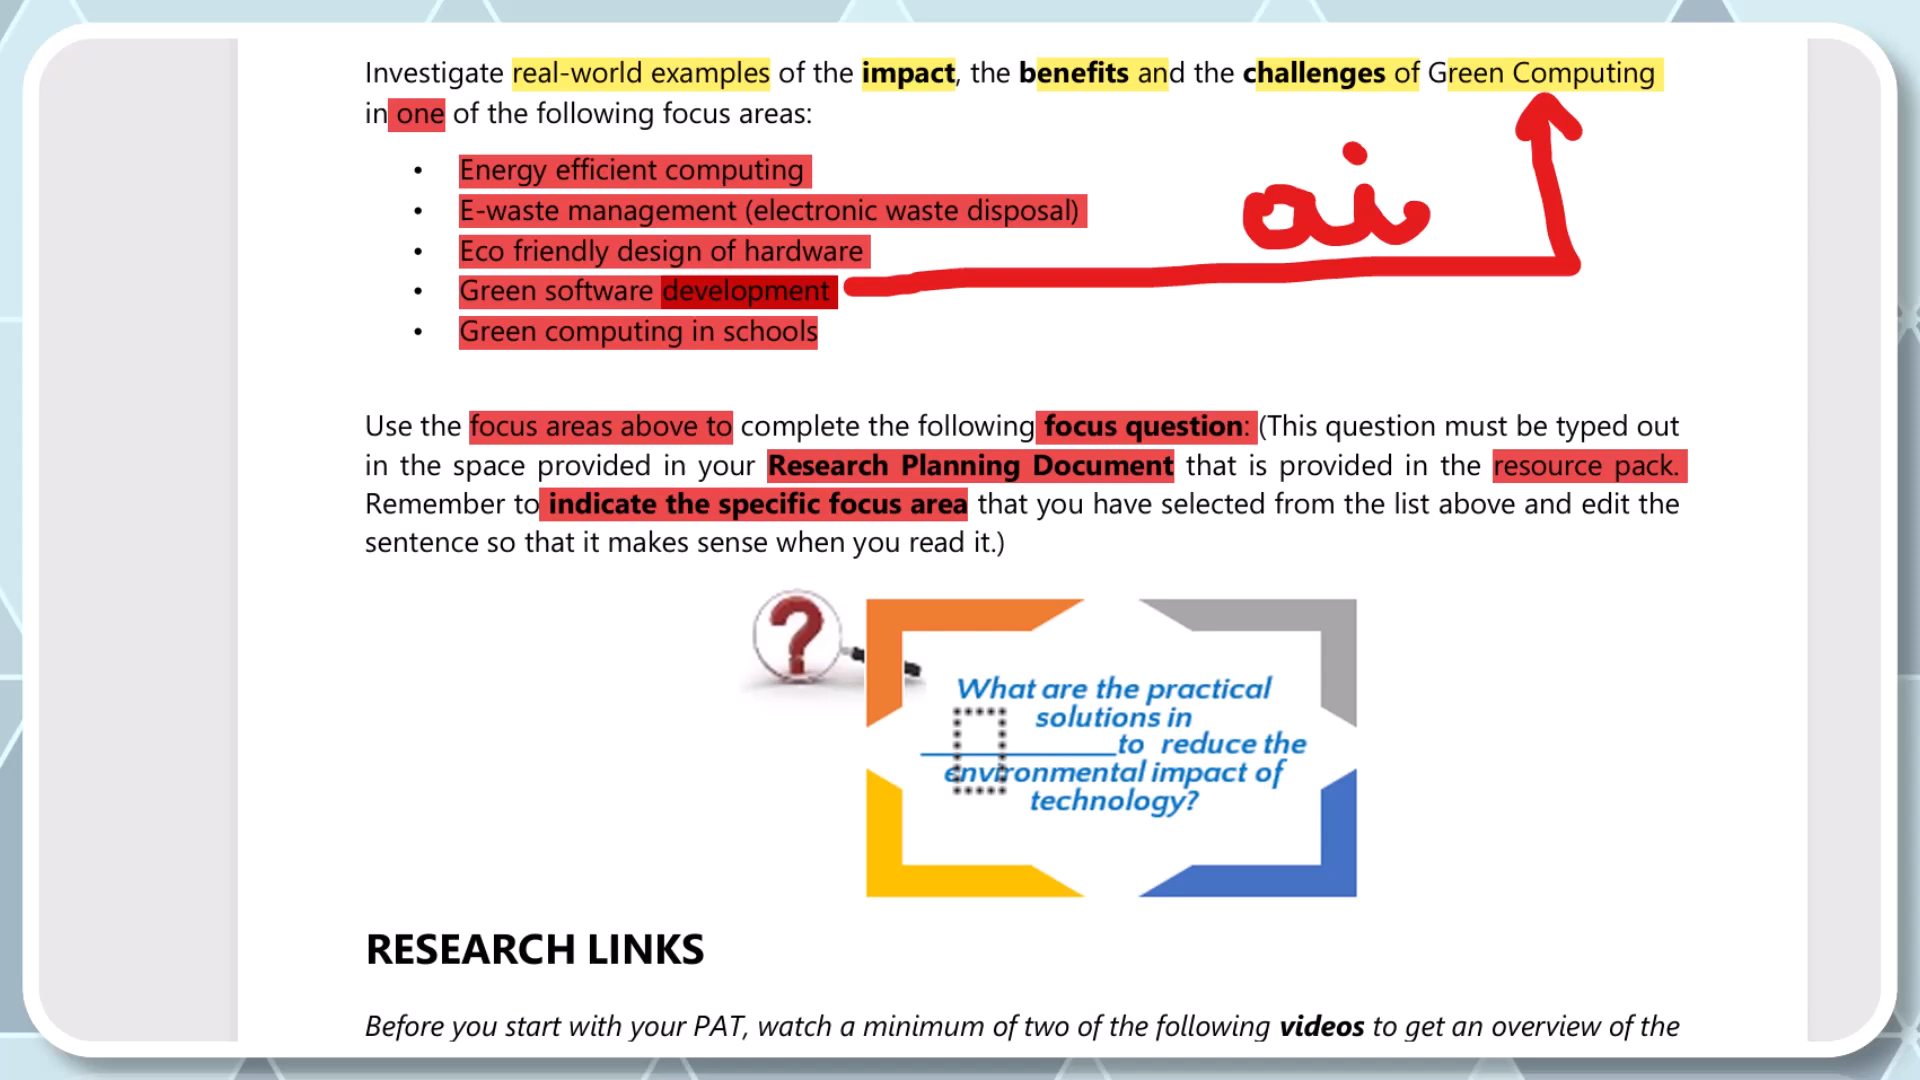 Investigate real-world examples of the impact, the benefits and the challenges of Green Computing
in one of the following focus areas:
• Energy efficient computing
• E-waste management (electronic waste disposal)
• Eco friendly design of hardware
• Green software development
• Green computing in schools
ai
Use the focus areas above to complete the following focus question: (This question must be typed out
in the space provided in your Research Planning Document that is provided in the resource pack.
Remember to indicate the specific focus area that you have selected from the list above and edit the
sentence so that it makes sense when you read it.)
?
What are the practical
solutions in
______________to reduce the
environmental impact of
technology?
RESEARCH LINKS
Before you start with your PAT, watch a minimum of two of the following videos to get an overview of the